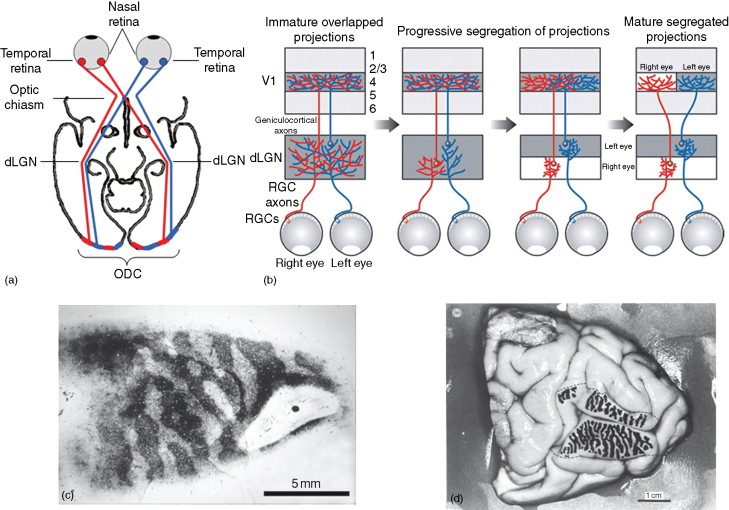 Nasal
retina
Temporal
retina
Temporal
retina
Optic
chiasm
dLGN
dLGN
ODC
(a)
Immature overlapped
projections
Progressive segregation of projections
Mature segregated
projections
V1
1
2/3
4
5
6
Right eye
Left eye
Geniculocortical
axons
dLGN
Left eye
Right eye
RGC
axons
RGCs
Right eye
Left eye
(b)
5 mm
(c)
1 cm
(d)